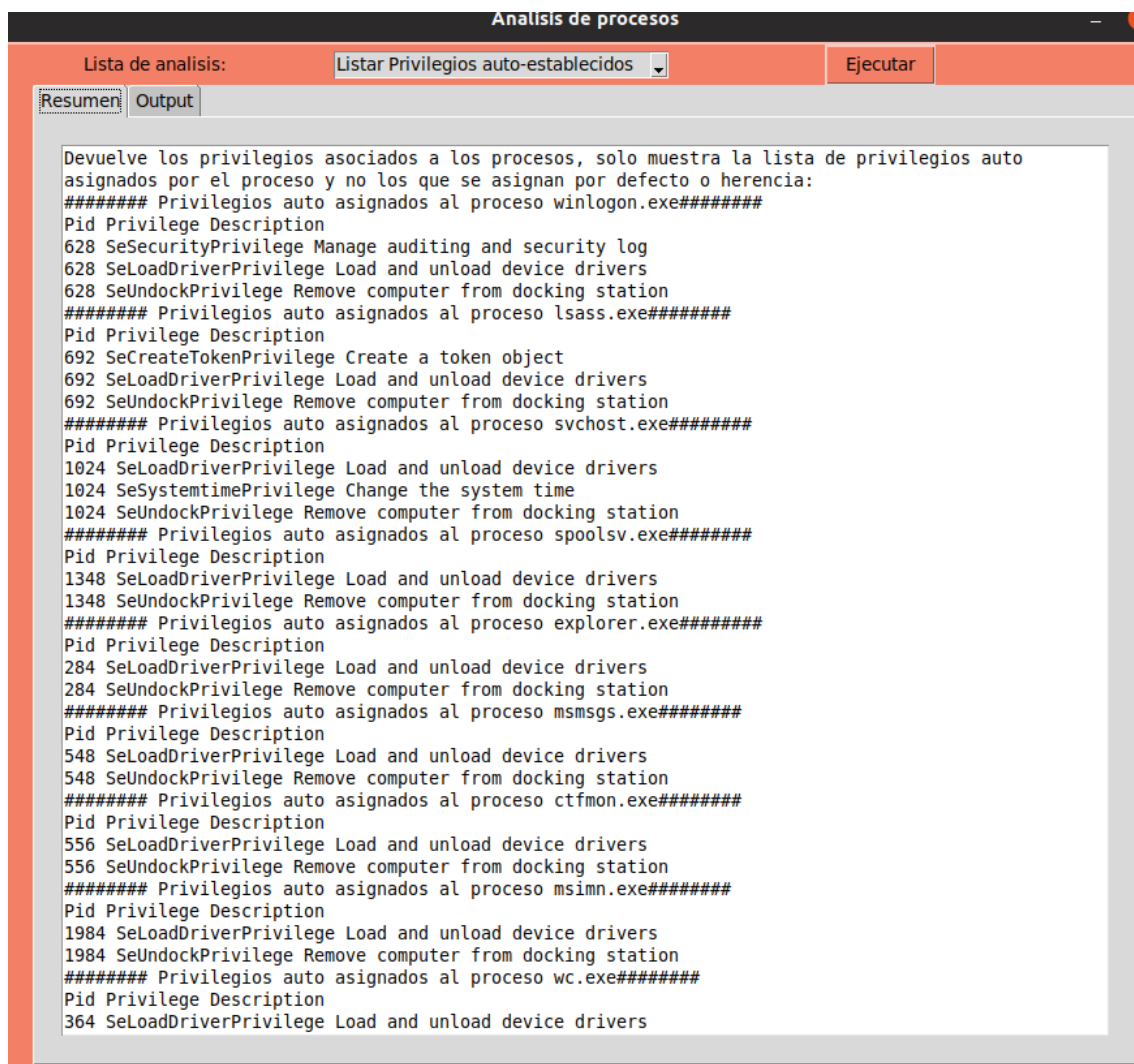 Analisis de procesos
Lista de analisis: Listar Privilegios auto-establecidos Ejecutar
Resumen Output
Devuelve los privilegios asociados a los procesos, solo muestra la lista de privilegios auto
asignados por el proceso y no los que se asignan por defecto o herencia:
######## Privilegios auto asignados al proceso winlogon.exe########
Pid Privilege Description
628 SeSecurityPrivilege Manage auditing and security log
628 SeLoadDriverPrivilege Load and unload device drivers
628 SeUndockPrivilege Remove computer from docking station
######## Privilegios auto asignados al proceso lsass.exe########
Pid Privilege Description
692 SeCreateTokenPrivilege Create a token object
692 SeLoadDriverPrivilege Load and unload device drivers
692 SeUndockPrivilege Remove computer from docking station
######## Privilegios auto asignados al proceso svchost.exe########
Pid Privilege Description
1024 SeLoadDriverPrivilege Load and unload device drivers
1024 SeSystemtimePrivilege Change the system time
1024 SeUndockPrivilege Remove computer from docking station
######## Privilegios auto asignados al proceso spoolsv.exe########
Pid Privilege Description
1348 SeLoadDriverPrivilege Load and unload device drivers
1348 SeUndockPrivilege Remove computer from docking station
######## Privilegios auto asignados al proceso explorer.exe########
Pid Privilege Description
284 SeLoadDriverPrivilege Load and unload device drivers
284 SeUndockPrivilege Remove computer from docking station
######## Privilegios auto asignados al proceso msmsgs.exe########
Pid Privilege Description
548 SeLoadDriverPrivilege Load and unload device drivers
548 SeUndockPrivilege Remove computer from docking station
######## Privilegios auto asignados al proceso ctfmon.exe########
Pid Privilege Description
556 SeLoadDriverPrivilege Load and unload device drivers
556 SeUndockPrivilege Remove computer from docking station
######## Privilegios auto asignados al proceso msimn.exe########
Pid Privilege Description
1984 SeLoadDriverPrivilege Load and unload device drivers
1984 SeUndockPrivilege Remove computer from docking station
######## Privilegios auto asignados al proceso wc.exe########
Pid Privilege Description
364 SeLoadDriverPrivilege Load and unload device drivers